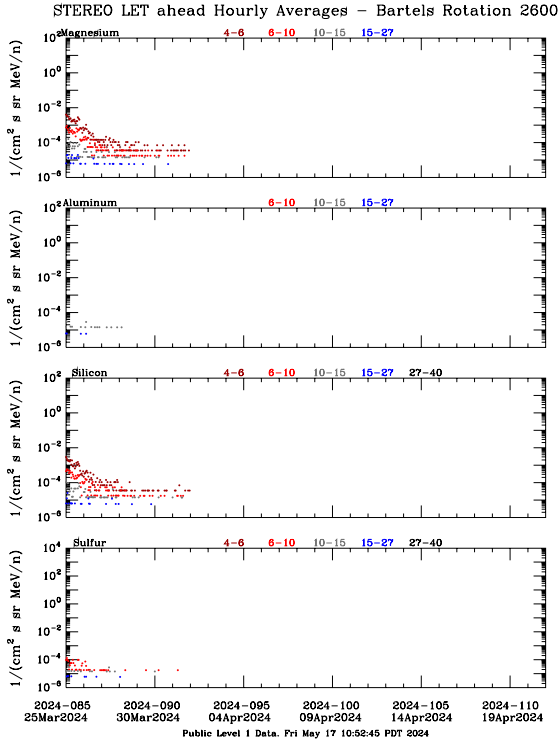 STEREO LET ahead Hourly Averages − Bartels Rotation 2600
Magnesium 4-6 6-10 10-15 15-27
10² 10⁰ 10⁻² 10⁻⁴ 10⁻⁶
1/(cm² s sr MeV/n)
Aluminum 6-10 10-15 15-27
10² 10⁰ 10⁻² 10⁻⁴ 10⁻⁶
1/(cm² s sr MeV/n)
Silicon 4-6 6-10 10-15 15-27 27-40
10² 10⁰ 10⁻² 10⁻⁴ 10⁻⁶
1/(cm² s sr MeV/n)
Sulfur 4-6 6-10 10-15 15-27 27-40
10⁴ 10² 10⁰ 10⁻² 10⁻⁴ 10⁻⁶
1/(cm² s sr MeV/n)
2024-085 2024-090 2024-095 2024-100 2024-105 2024-110
25Mar2024 30Mar2024 04Apr2024 09Apr2024 14Apr2024 19Apr2024
Public Level 1 Data. Fri May 17 10:52:45 PDT 2024